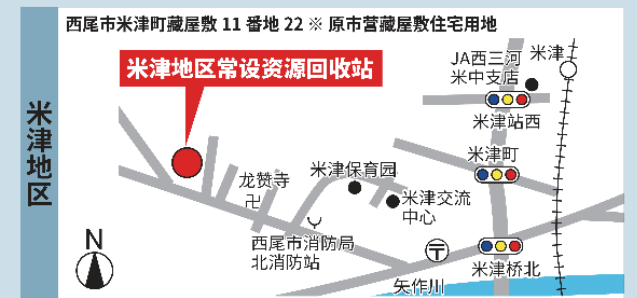 西尾市米津町藏屋敷 11 番地 22 ※ 原市营藏屋敷住宅用地
米津地区
米津地区常设资源回收站
JA西三河
米中支店
米津
米津站西
米津町
龙赞寺
卍
米津保育园
米津交流
中心
西尾市消防局
北消防站
〒
米津桥北
矢作川
N